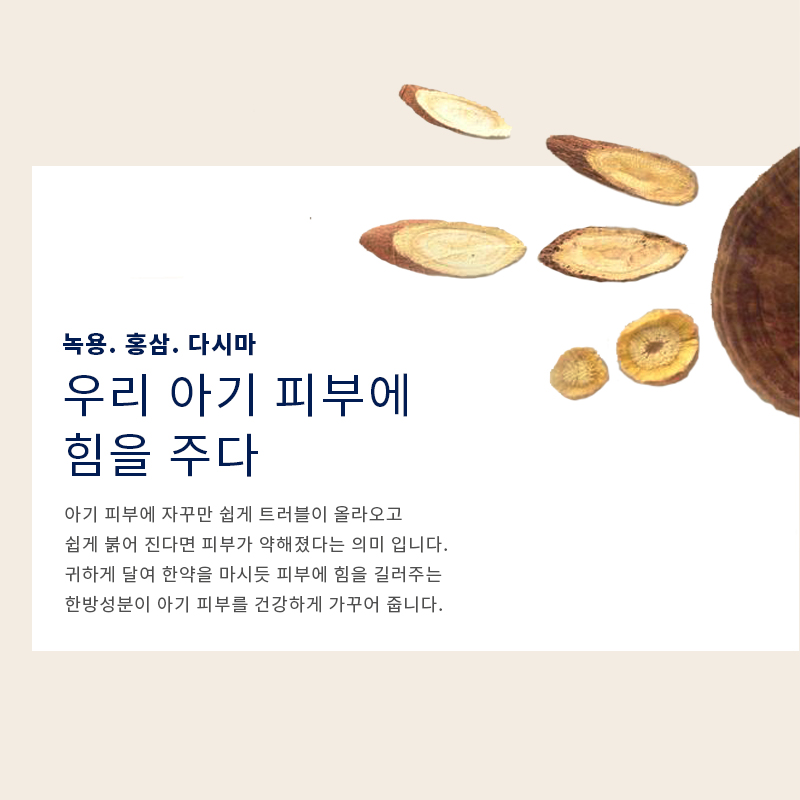 녹용. 홍삼. 다시마
우리 아기 피부에
힘을 주다
아기 피부에 자꾸만 쉽게 트러블이 올라오고
쉽게 붉어 진다면 피부가 약해졌다는 의미 입니다.
귀하게 달여 한약을 마시듯 피부에 힘을 길러주는
한방성분이 아기 피부를 건강하게 가꾸어 줍니다.